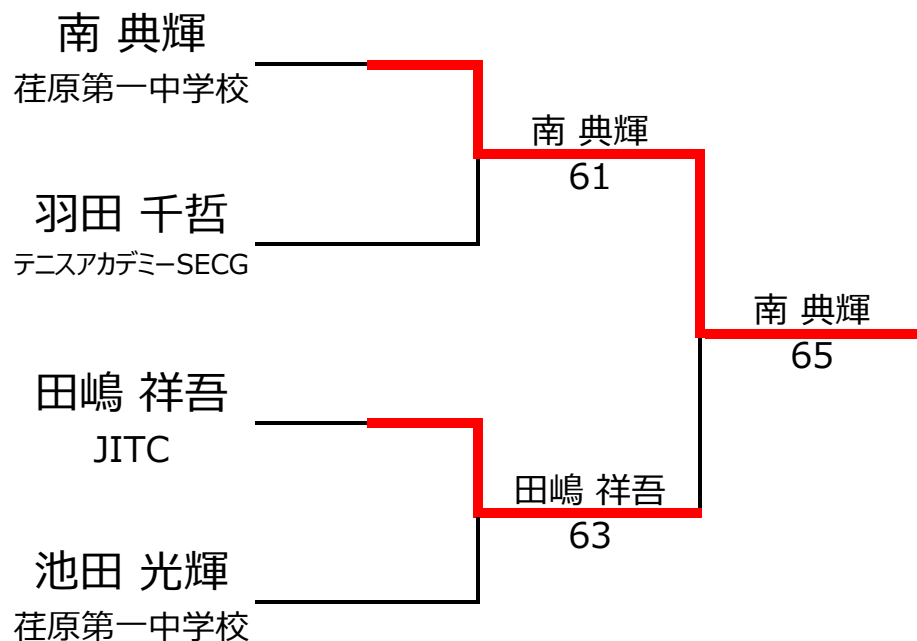 南 典輝
荏原第一中学校
羽田 千哲
テニスアカデミーSECG
田嶋 祥吾
JITC
池田 光輝
荏原第一中学校
南 典輝
61
田嶋 祥吾
63
南 典輝
65